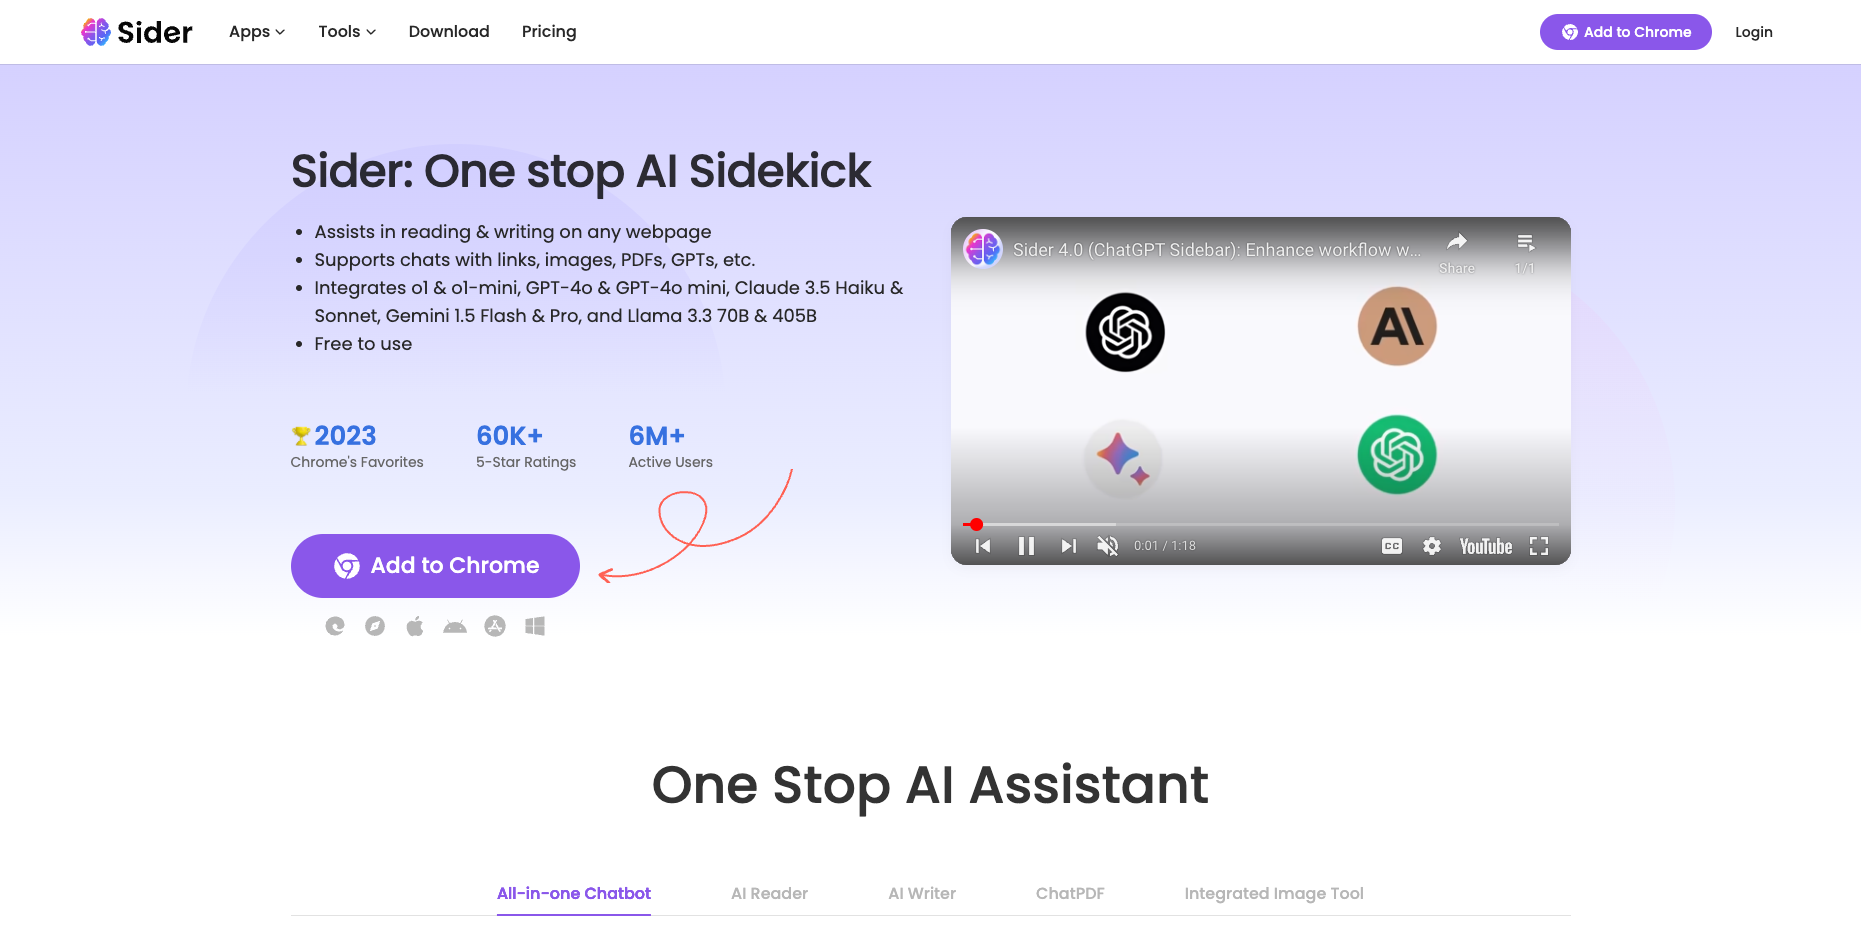 Sider
Apps
Tools
Download
Pricing
Add to Chrome
Login
Sider: One stop AI Sidekick
Assists in reading & writing on any webpage
Supports chats with links, images, PDFs, GPTs, etc.
Integrates o1 & o1-mini, GPT-4o & GPT-4o mini, Claude 3.5 Haiku &
Sonnet, Gemini 1.5 Flash & Pro, and Llama 3.3 70B & 405B
Free to use
2023
Chrome's Favorites
60K+
5-Star Ratings
6M+
Active Users
Add to Chrome
Sider 4.0 (ChatGPT Sidebar): Enhance workflow w...
Share
1/1
AI
0:01 / 1:18
CC
YouTube
One Stop AI Assistant
All-in-one Chatbot
AI Reader
AI Writer
ChatPDF
Integrated Image Tool